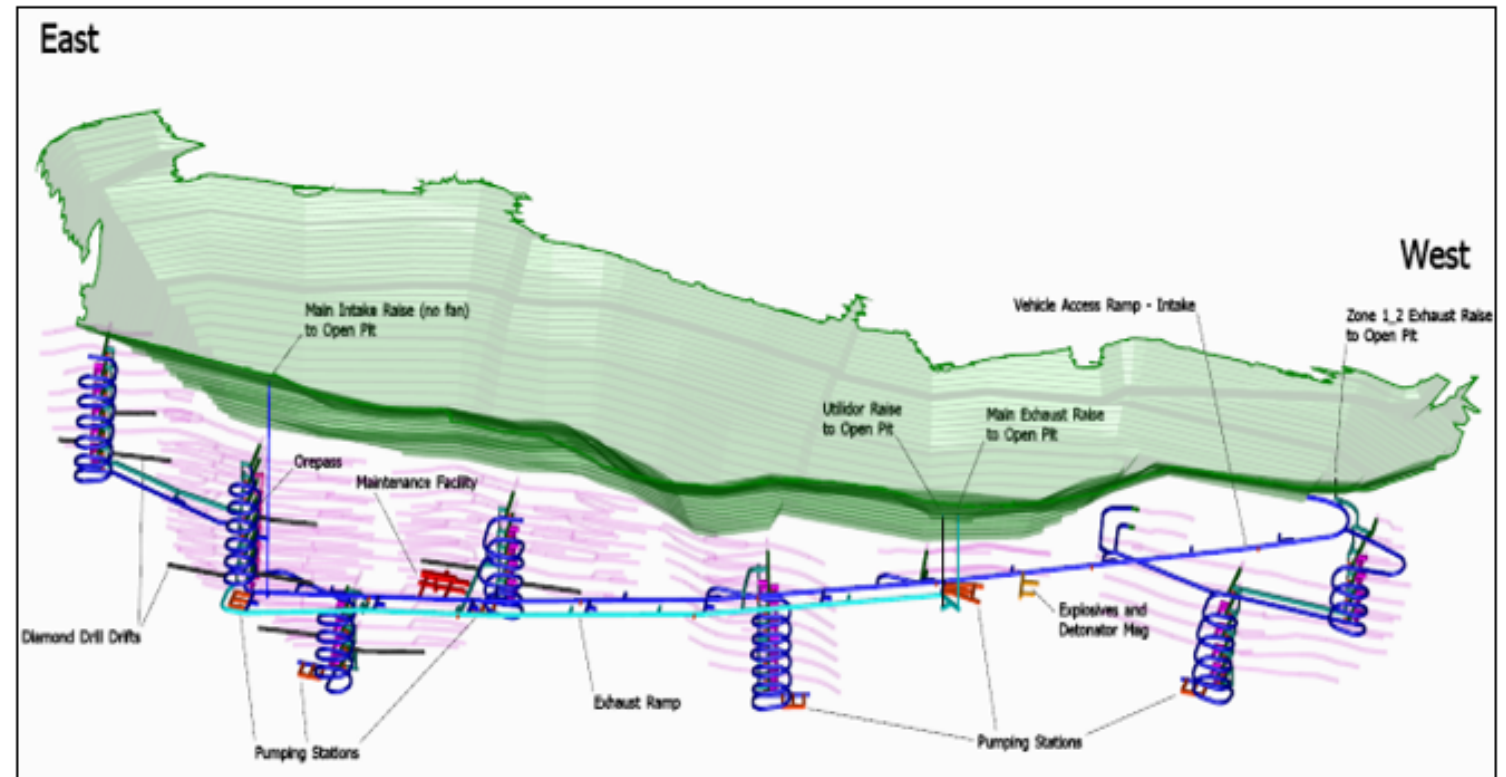 East
West
Main Intake Raise (no fan)
to Open Pit
Vehicle Access Ramp - Intake
Zone 1_2 Exhaust Raise
to Open Pit
Utilidor Raise
to Open Pit
Main Exhaust Raise
to Open Pit
Orepass
Maintenance Facility
Diamond Drill Drifts
Explosives and
Detonator Mag
Exhaust Ramp
Pumping Stations
Pumping Stations